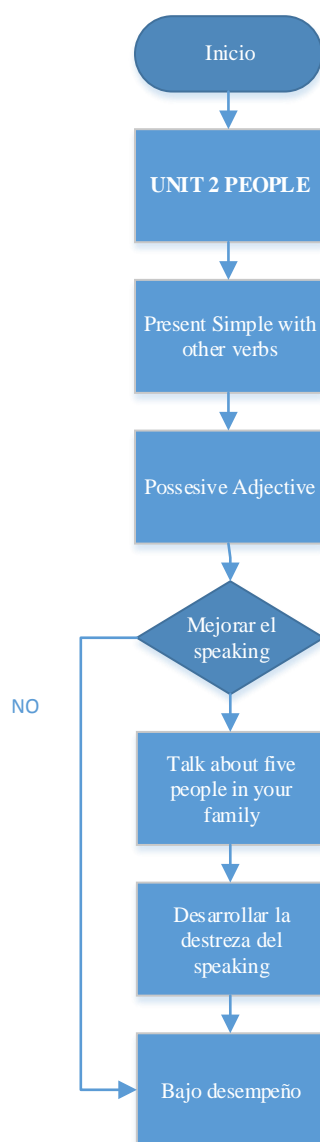 Inicio
UNIT 2 PEOPLE
Present Simple with
other verbs
Possesive Adjective
Mejorar el
speaking
NO
Talk about five
people in your
family
Desarrollar la
destreza del
speaking
Bajo desempeño